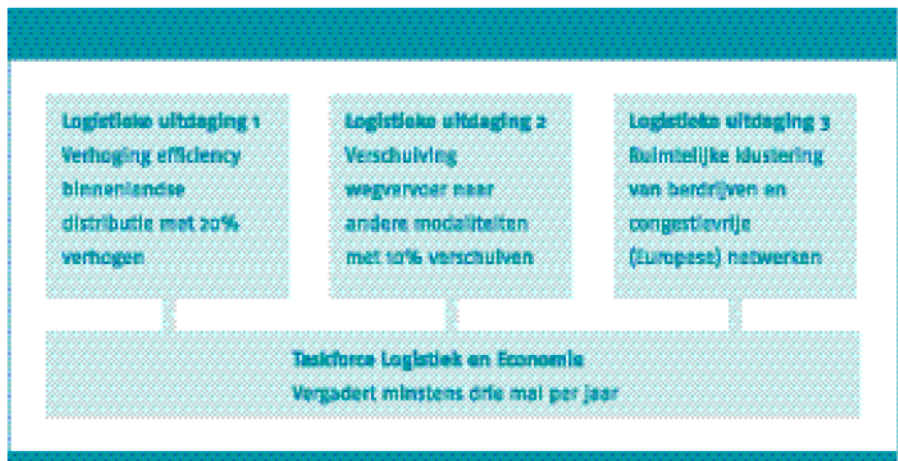 Logistieke uitdaging 1
Verhoging efficiency
binnenlandse
distributie met 20%
verhogen
Logistieke uitdaging 2
Verschuiving
wegvervoer naar
andere modaliteiten
met 10% verschuiven
Logistieke uitdaging 3
Ruimtelijke klustering
van berdrijven en
congestievrije
(Europese) netwerken
Taskforce Logistiek en Economie
Vergadert minstens drie mal per jaar